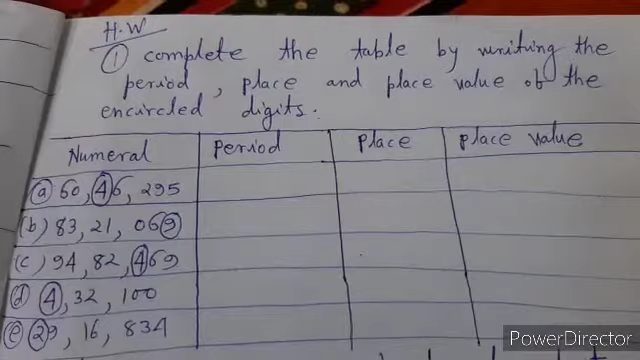 H.W
① complete the table by writing the
period, place and place value of the
encircled digits.
Numeral Period Place Place value
(a) 60,46,295
(b) 83,21,069
(c) 94,82,469
(d) 4,32,100
(e) 29,16,834
PowerDirector